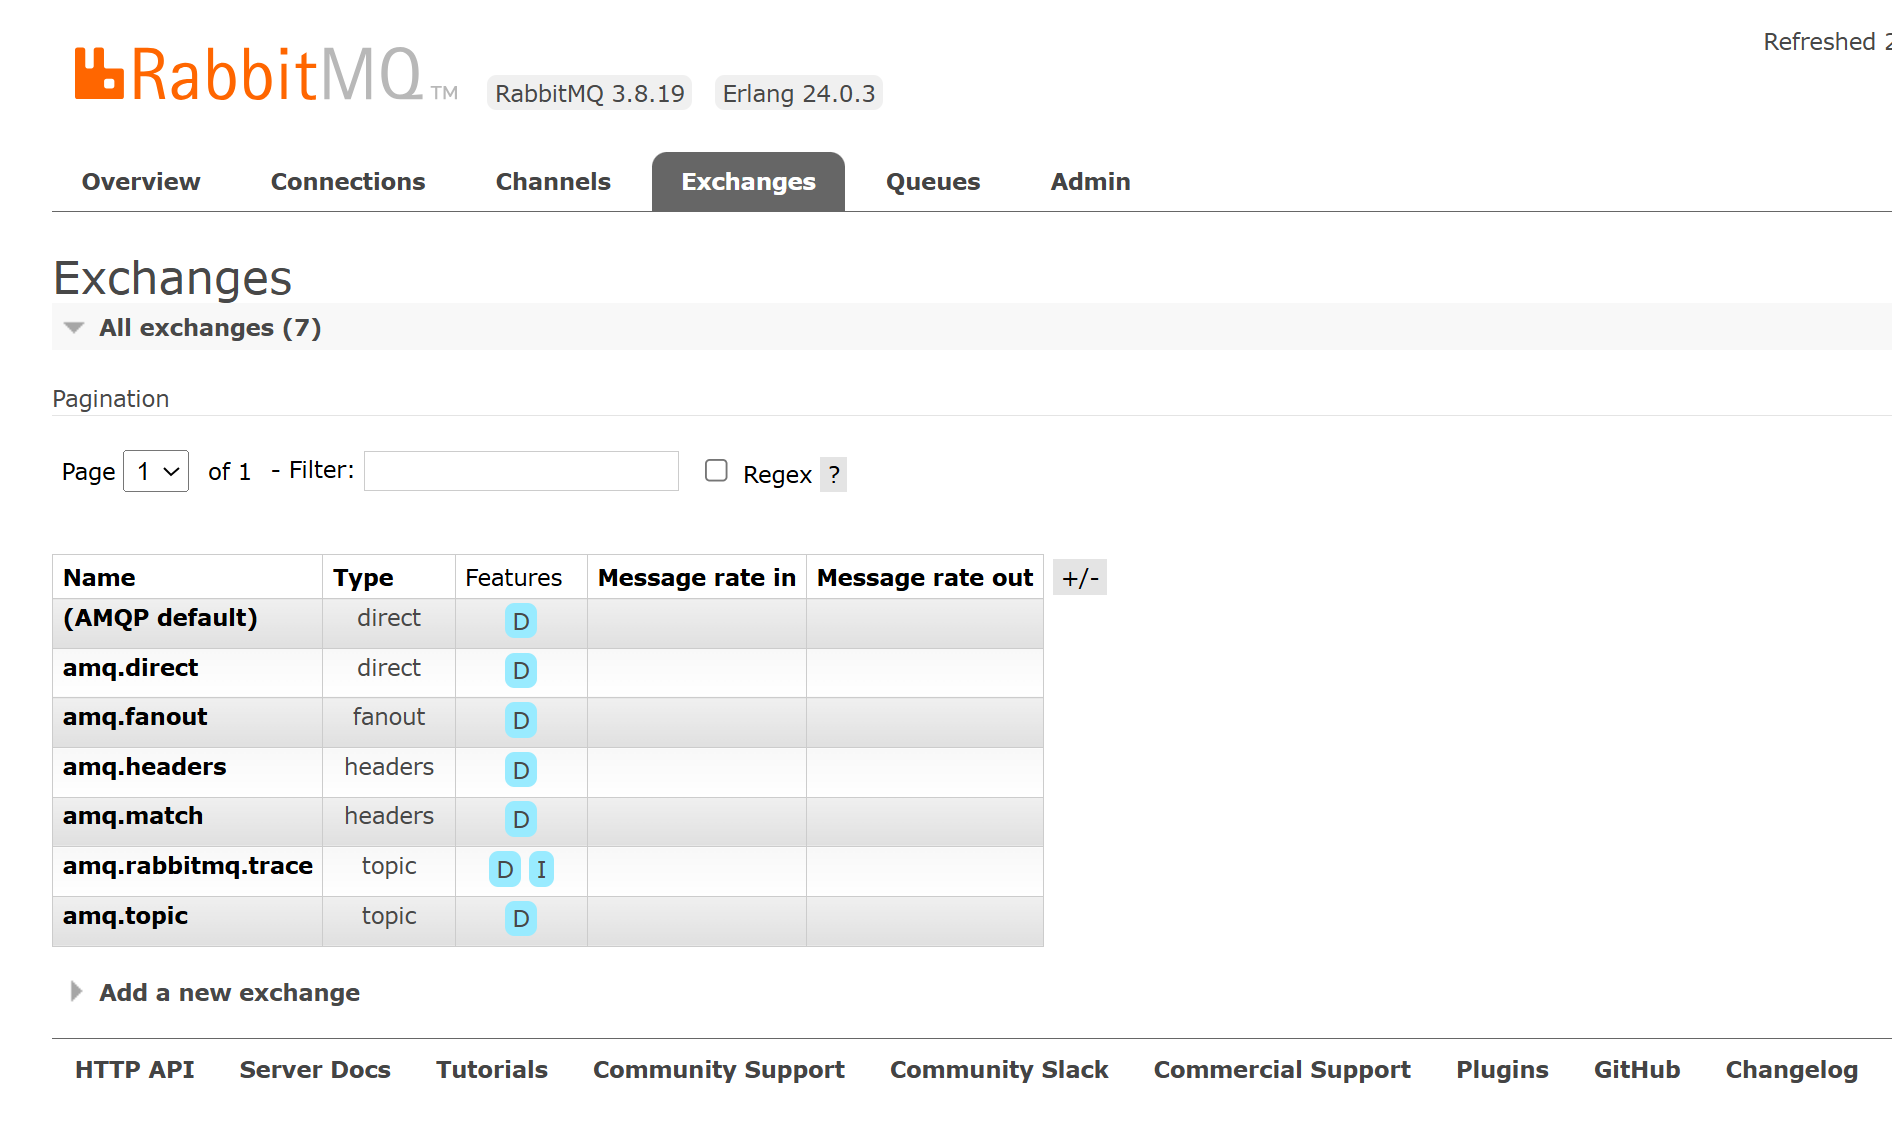 Refreshed 2
RabbitMQ TM RabbitMQ 3.8.19 Erlang 24.0.3
Overview Connections Channels Exchanges Queues Admin
Exchanges
All exchanges (7)
Pagination
Page 1 of 1 - Filter: Regex ?
Name Type Features Message rate in Message rate out +/-
(AMQP default) direct D
amq.direct direct D
amq.fanout fanout D
amq.headers headers D
amq.match headers D
amq.rabbitmq.trace topic D I
amq.topic topic D
Add a new exchange
HTTP API Server Docs Tutorials Community Support Community Slack Commercial Support Plugins GitHub Changelog